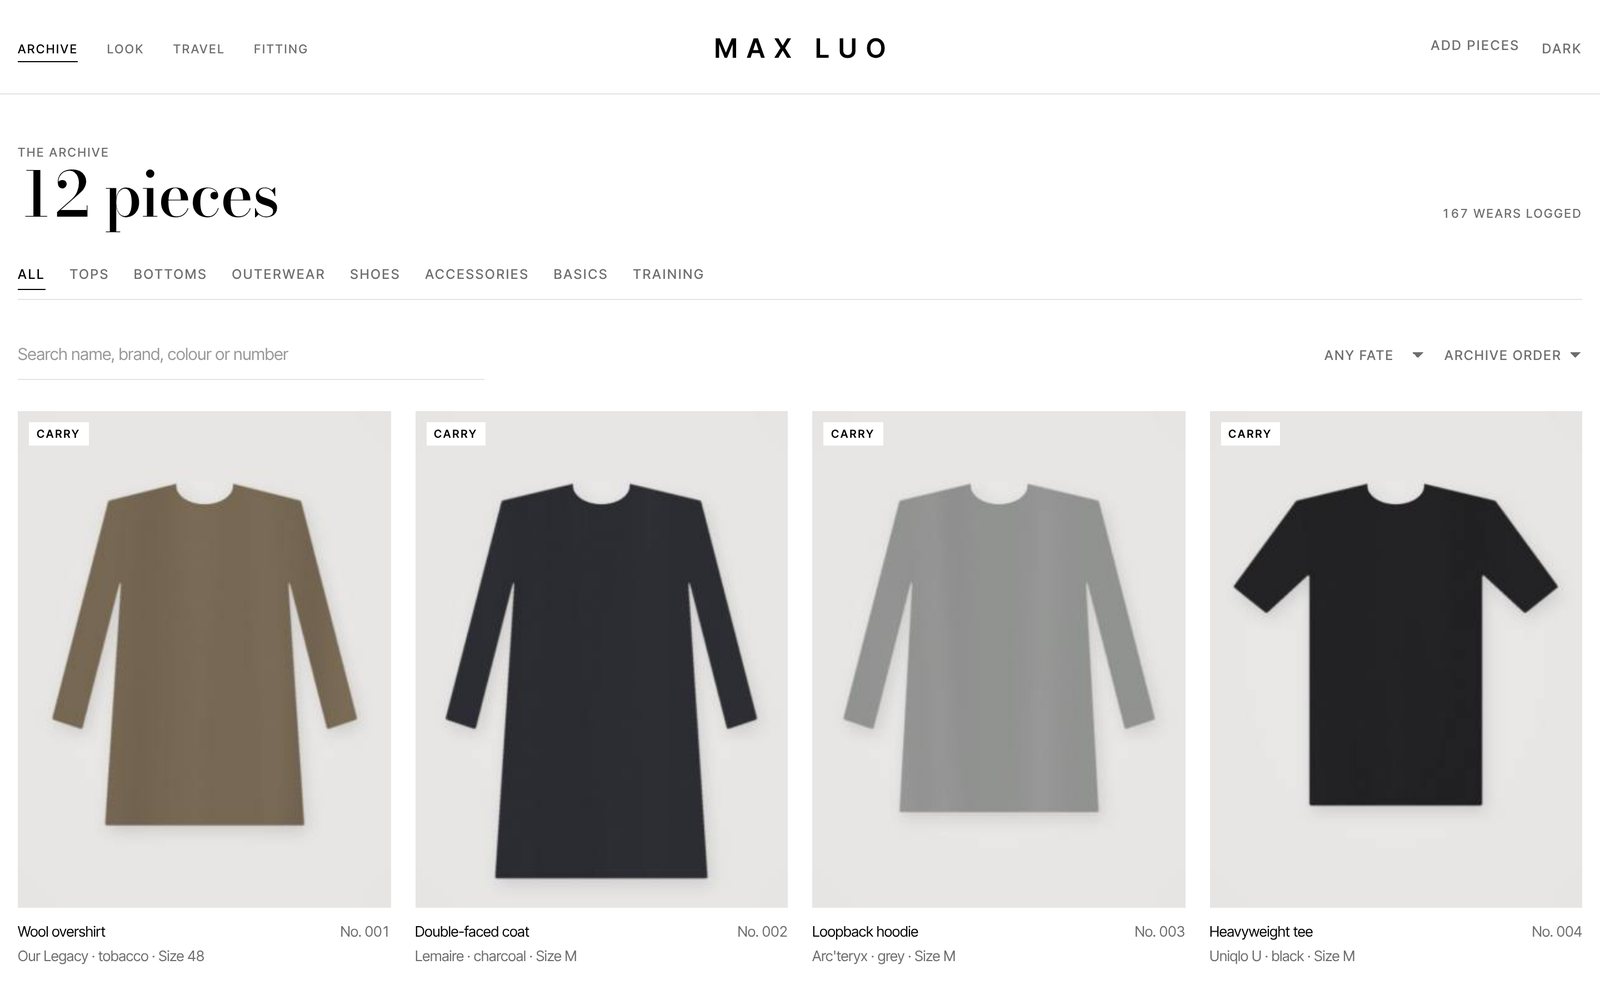 ARCHIVE LOOK TRAVEL FITTING MAX LUO ADD PIECES DARK
THE ARCHIVE
12 pieces
167 WEARS LOGGED
ALL TOPS BOTTOMS OUTERWEAR SHOES ACCESSORIES BASICS TRAINING
Search name, brand, colour or number ANY FATE ARCHIVE ORDER
CARRY CARRY CARRY CARRY
Wool overshirt No. 001 Double-faced coat No. 002 Loopback hoodie No. 003 Heavyweight tee No. 004
Our Legacy · tobacco · Size 48 Lemaire · charcoal · Size M Arc'teryx · grey · Size M Uniqlo U · black · Size M